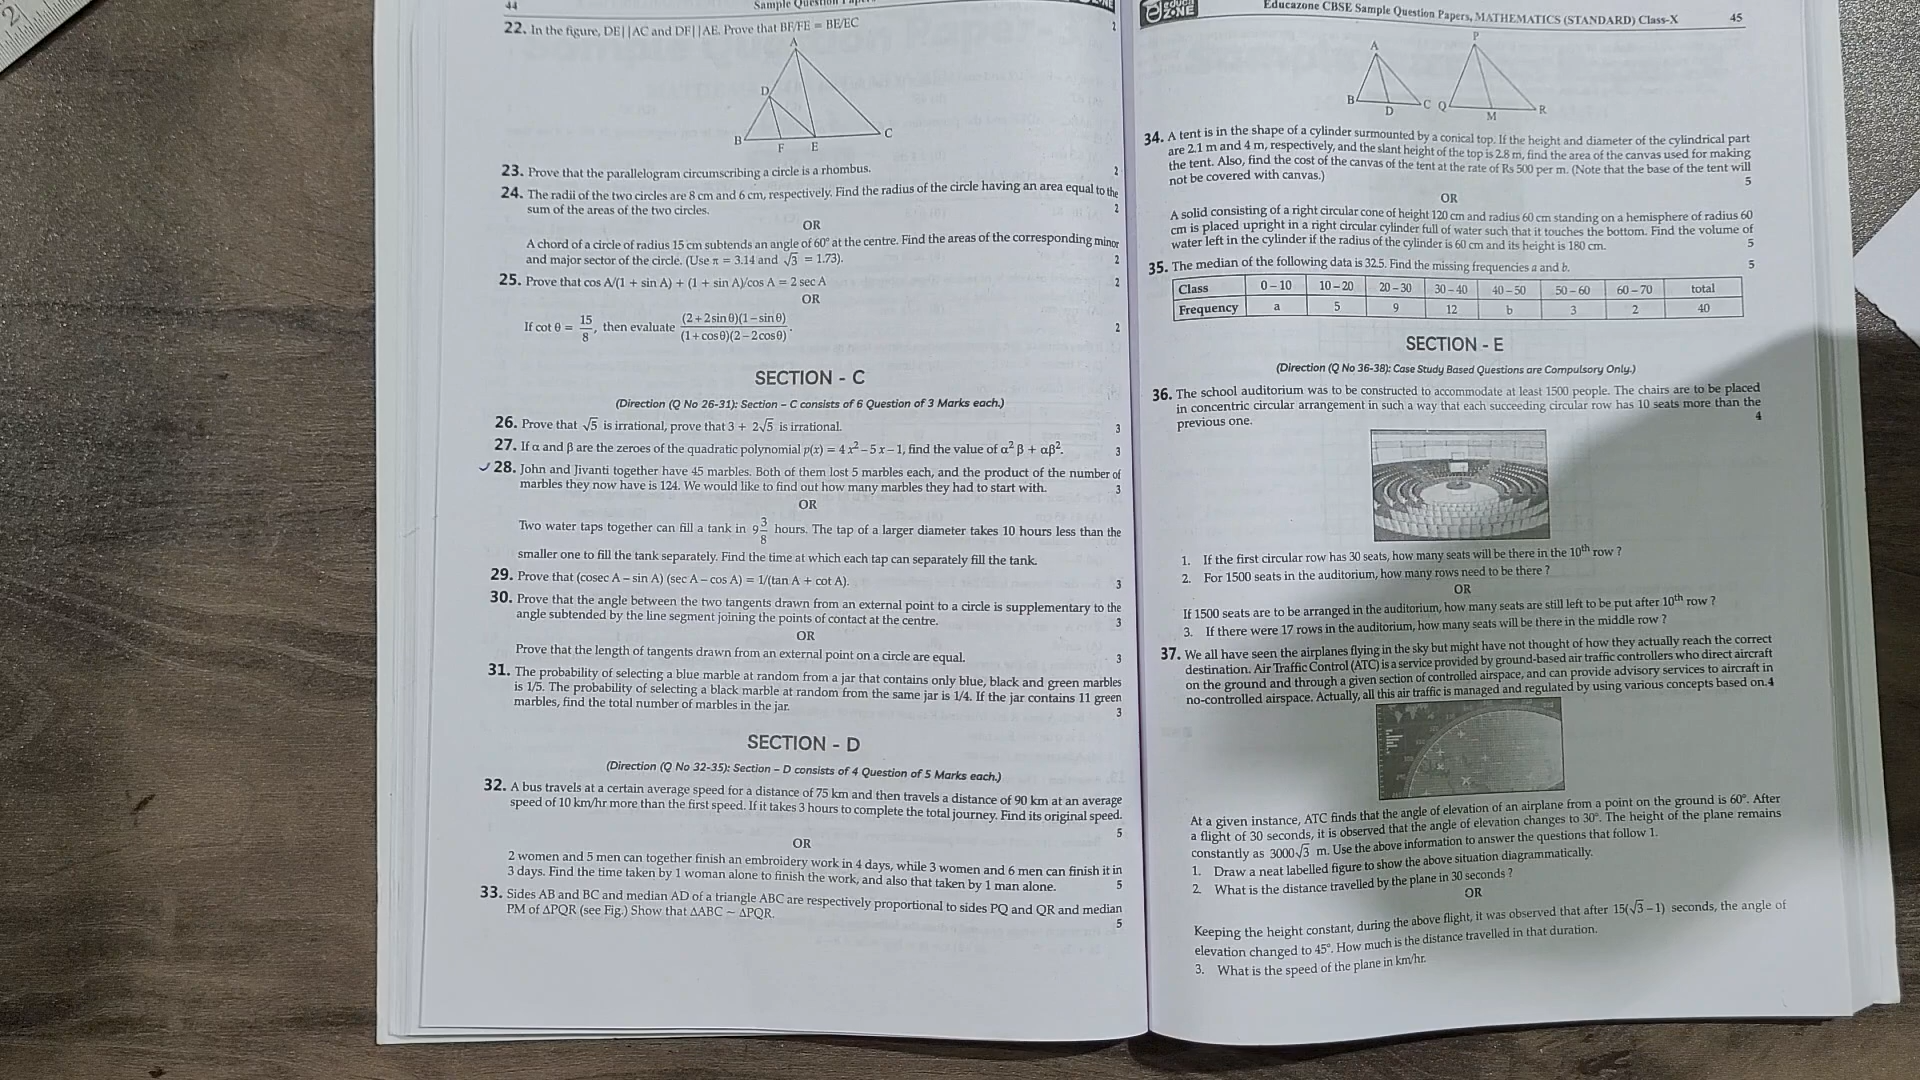 2
44
Sample Question
22. In the figure, DE||AC and DF||AE. Prove that BF/FE = BE/EC
2
A
D
B
F
E
C
23. Prove that the parallelogram circumscribing a circle is a rhombus.
2
24. The radii of the two circles are 8 cm and 6 cm, respectively. Find the radius of the circle having an area equal to the
sum of the areas of the two circles.
2
OR
A chord of a circle of radius 15 cm subtends an angle of 60° at the centre. Find the areas of the corresponding minor
and major sector of the circle. (Use π = 3.14 and √3 = 1.73).
2
25. Prove that cos A/(1 + sin A) + (1 + sin A)/cos A = 2 sec A
2
OR
If cot θ = 15/8, then evaluate (2+2sinθ)(1−sinθ)/(1+cosθ)(2−2cosθ).
2
SECTION - C
(Direction (Q No 26-31): Section – C consists of 6 Question of 3 Marks each.)
26. Prove that √5 is irrational, prove that 3 + 2√5 is irrational.
3
27. If α and β are the zeroes of the quadratic polynomial p(x) = 4x² – 5x – 1, find the value of α²β + αβ².
3
28. John and Jivanti together have 45 marbles. Both of them lost 5 marbles each, and the product of the number of
marbles they now have is 124. We would like to find out how many marbles they had to start with.
3
OR
Two water taps together can fill a tank in 9 3/8 hours. The tap of a larger diameter takes 10 hours less than the
smaller one to fill the tank separately. Find the time at which each tap can separately fill the tank.
29. Prove that (cosec A – sin A) (sec A – cos A) = 1/(tan A + cot A).
3
30. Prove that the angle between the two tangents drawn from an external point to a circle is supplementary to the
angle subtended by the line segment joining the points of contact at the centre.
3
OR
Prove that the length of tangents drawn from an external point on a circle are equal.
3
31. The probability of selecting a blue marble at random from a jar that contains only blue, black and green marbles
is 1/5. The probability of selecting a black marble at random from the same jar is 1/4. If the jar contains 11 green
marbles, find the total number of marbles in the jar.
3
SECTION - D
(Direction (Q No 32-35): Section – D consists of 4 Question of 5 Marks each.)
32. A bus travels at a certain average speed for a distance of 75 km and then travels a distance of 90 km at an average
speed of 10 km/hr more than the first speed. If it takes 3 hours to complete the total journey. Find its original speed.
5
OR
2 women and 5 men can together finish an embroidery work in 4 days, while 3 women and 6 men can finish it in
3 days. Find the time taken by 1 woman alone to finish the work, and also that taken by 1 man alone.
5
33. Sides AB and BC and median AD of a triangle ABC are respectively proportional to sides PQ and QR and median
PM of ΔPQR (see Fig.) Show that ΔABC ~ ΔPQR.
5
Educazone CBSE Sample Question Papers, MATHEMATICS (STANDARD) Class-X
45
A
B
D
C
P
Q
M
R
34. A tent is in the shape of a cylinder surmounted by a conical top. If the height and diameter of the cylindrical part
are 2.1 m and 4 m, respectively, and the slant height of the top is 2.8 m, find the area of the canvas used for making
the tent. Also, find the cost of the canvas of the tent at the rate of Rs 500 per m. (Note that the base of the tent will
not be covered with canvas.)
5
OR
A solid consisting of a right circular cone of height 120 cm and radius 60 cm standing on a hemisphere of radius 60
cm is placed upright in a right circular cylinder full of water such that it touches the bottom. Find the volume of
water left in the cylinder if the radius of the cylinder is 60 cm and its height is 180 cm.
5
35. The median of the following data is 32.5. Find the missing frequencies a and b.
5
Class 0 – 10 10 – 20 20 – 30 30 – 40 40 – 50 50 – 60 60 – 70 total
Frequency a 5 9 12 b 3 2 40
SECTION - E
(Direction (Q No 36-38): Case Study Based Questions are Compulsory Only.)
36. The school auditorium was to be constructed to accommodate at least 1500 people. The chairs are to be placed
in concentric circular arrangement in such a way that each succeeding circular row has 10 seats more than the
previous one.
4
1. If the first circular row has 30 seats, how many seats will be there in the 10th row ?
2. For 1500 seats in the auditorium, how many rows need to be there ?
OR
If 1500 seats are to be arranged in the auditorium, how many seats are still left to be put after 10th row ?
3. If there were 17 rows in the auditorium, how many seats will be there in the middle row ?
37. We all have seen the airplanes flying in the sky but might have not thought of how they actually reach the correct
destination. Air Traffic Control (ATC) is a service provided by ground-based air traffic controllers who direct aircraft
on the ground and through a given section of controlled airspace, and can provide advisory services to aircraft in
no-controlled airspace. Actually, all this air traffic is managed and regulated by using various concepts based on.4
At a given instance, ATC finds that the angle of elevation of an airplane from a point on the ground is 60°. After
a flight of 30 seconds, it is observed that the angle of elevation changes to 30°. The height of the plane remains
constantly as 3000√3 m. Use the above information to answer the questions that follow 1.
1. Draw a neat labelled figure to show the above situation diagrammatically.
2. What is the distance travelled by the plane in 30 seconds ?
OR
Keeping the height constant, during the above flight, it was observed that after 15(√3 – 1) seconds, the angle of
elevation changed to 45°. How much is the distance travelled in that duration.
3. What is the speed of the plane in km/hr.